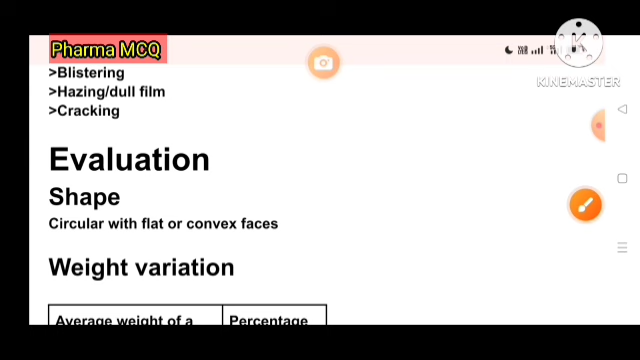 Pharma MCQ
KINEMASTER
>Blistering
>Hazing/dull film
>Cracking
Evaluation
Shape
Circular with flat or convex faces
Weight variation
Average weight of a Percentage